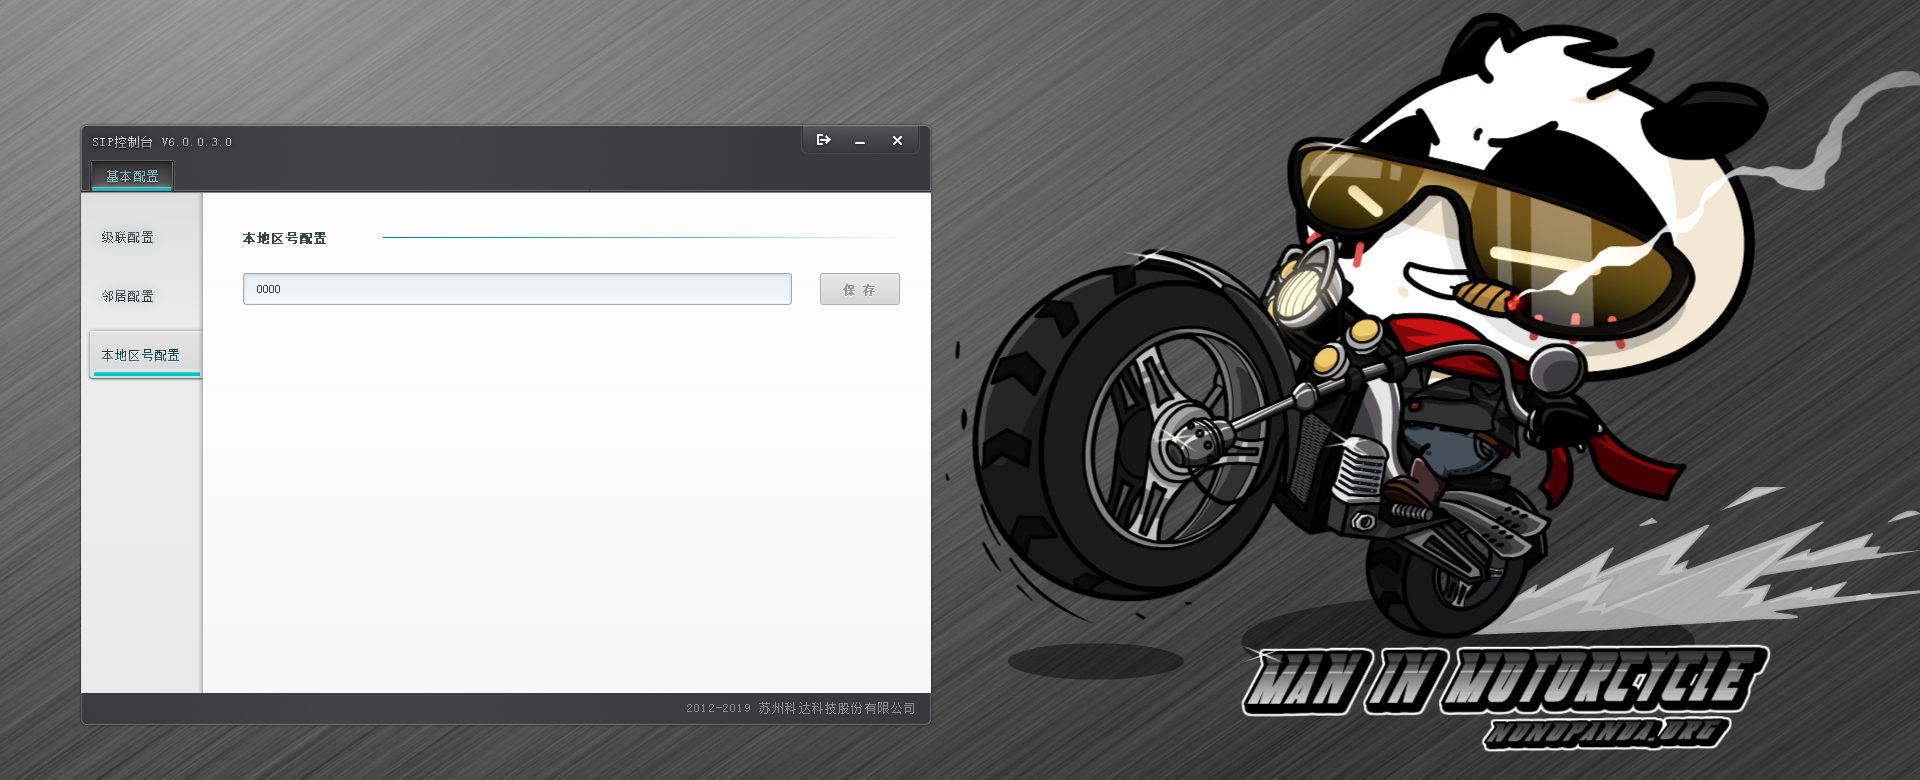 SIP控制台 V6.0.0.3.0
基本配置
级联配置
邻居配置
本地区号配置
本地区号配置
0000
保 存
2012-2019 苏州科达科技股份有限公司
MAN IN MOTORCYCLE
NONOPANDA.ORG